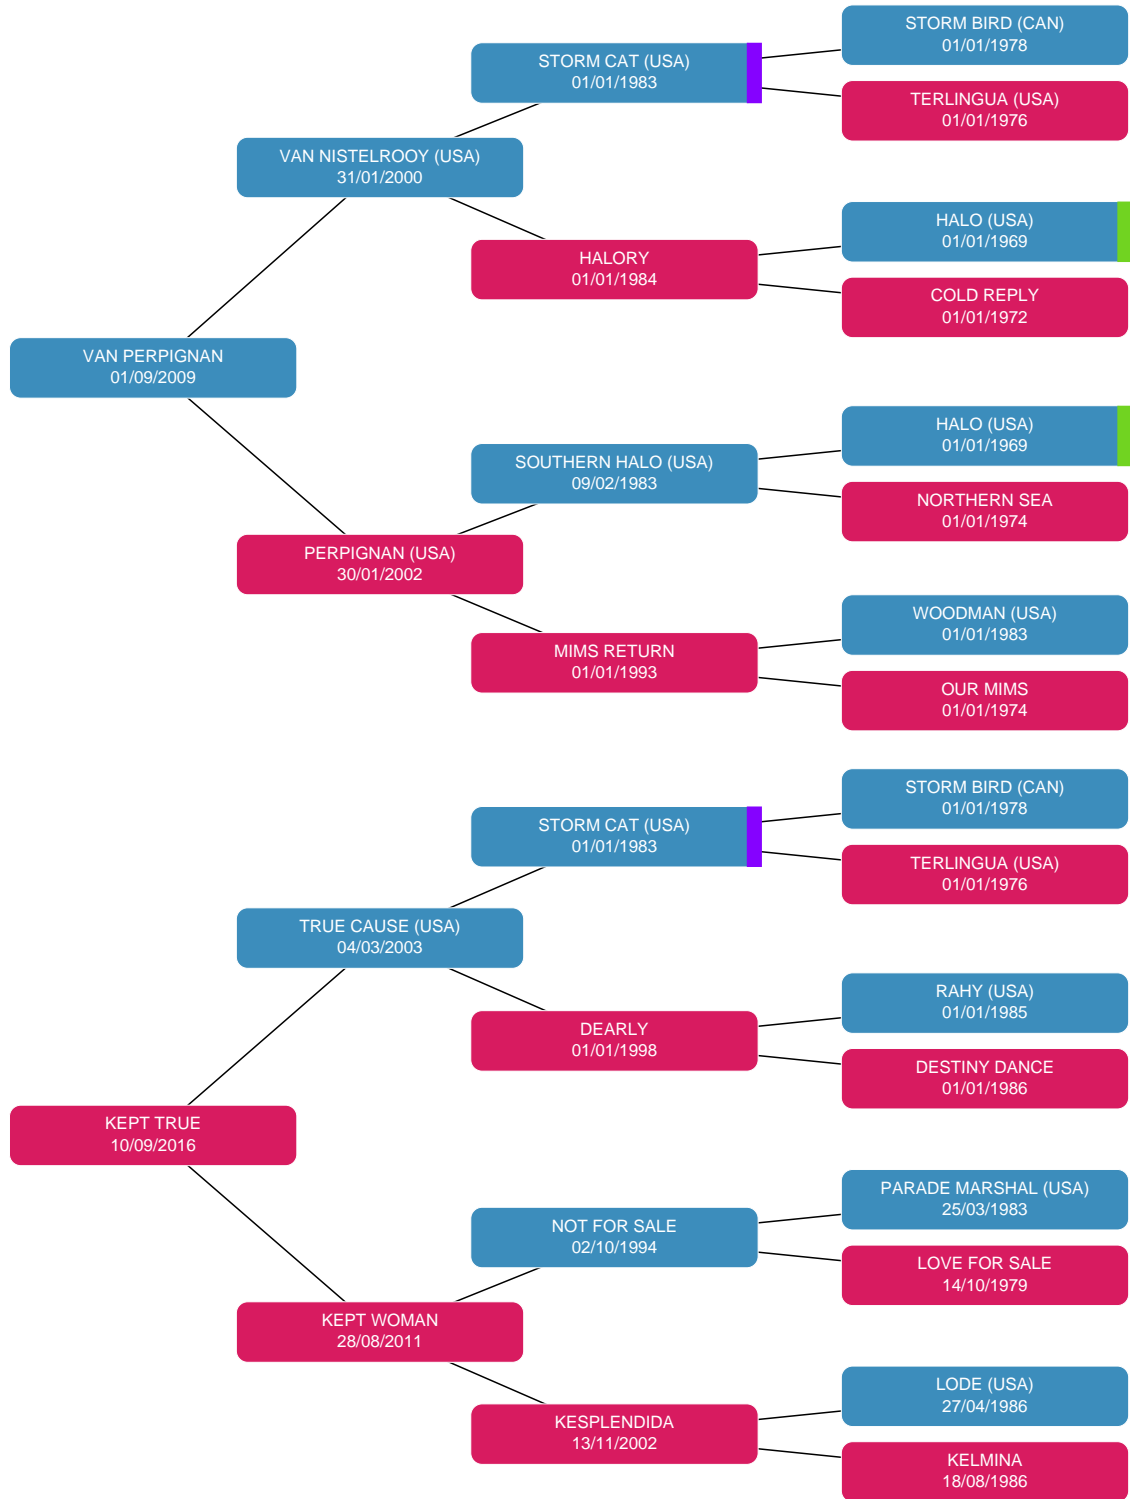 STORM BIRD (CAN)
01/01/1978
STORM CAT (USA)
01/01/1983
TERLINGUA (USA)
01/01/1976
VAN NISTELROOY (USA)
31/01/2000
HALO (USA)
01/01/1969
HALORY
01/01/1984
COLD REPLY
01/01/1972
VAN PERPIGNAN
01/09/2009
HALO (USA)
01/01/1969
SOUTHERN HALO (USA)
09/02/1983
NORTHERN SEA
01/01/1974
PERPIGNAN (USA)
30/01/2002
WOODMAN (USA)
01/01/1983
MIMS RETURN
01/01/1993
OUR MIMS
01/01/1974
STORM BIRD (CAN)
01/01/1978
STORM CAT (USA)
01/01/1983
TERLINGUA (USA)
01/01/1976
TRUE CAUSE (USA)
04/03/2003
RAHY (USA)
01/01/1985
DEARLY
01/01/1998
DESTINY DANCE
01/01/1986
KEPT TRUE
10/09/2016
PARADE MARSHAL (USA)
25/03/1983
NOT FOR SALE
02/10/1994
LOVE FOR SALE
14/10/1979
KEPT WOMAN
28/08/2011
LODE (USA)
27/04/1986
KESPLENDIDA
13/11/2002
KELMINA
18/08/1986